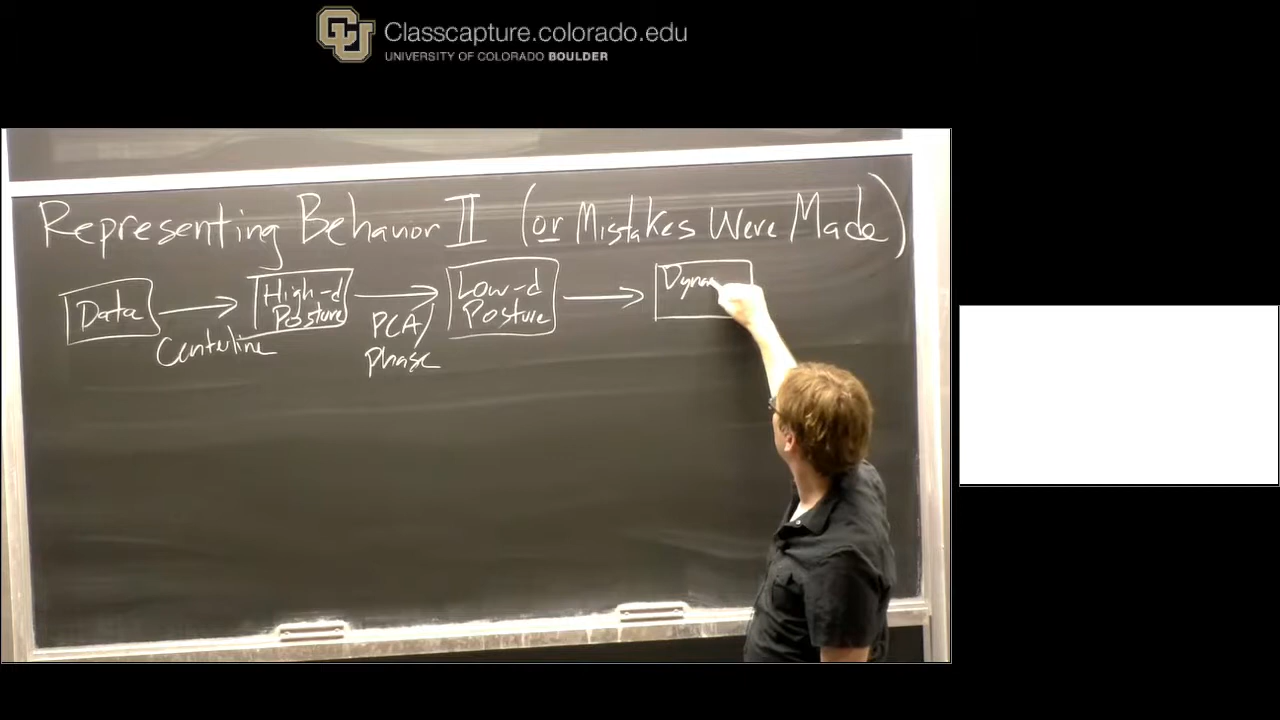 Classcapture.colorado.edu
UNIVERSITY OF COLORADO BOULDER
Representing Behavior II (or Mistakes Were Made)
Data
High-d
Posture
Low-d
Posture
Dynam
Centerline
PCA/
phase